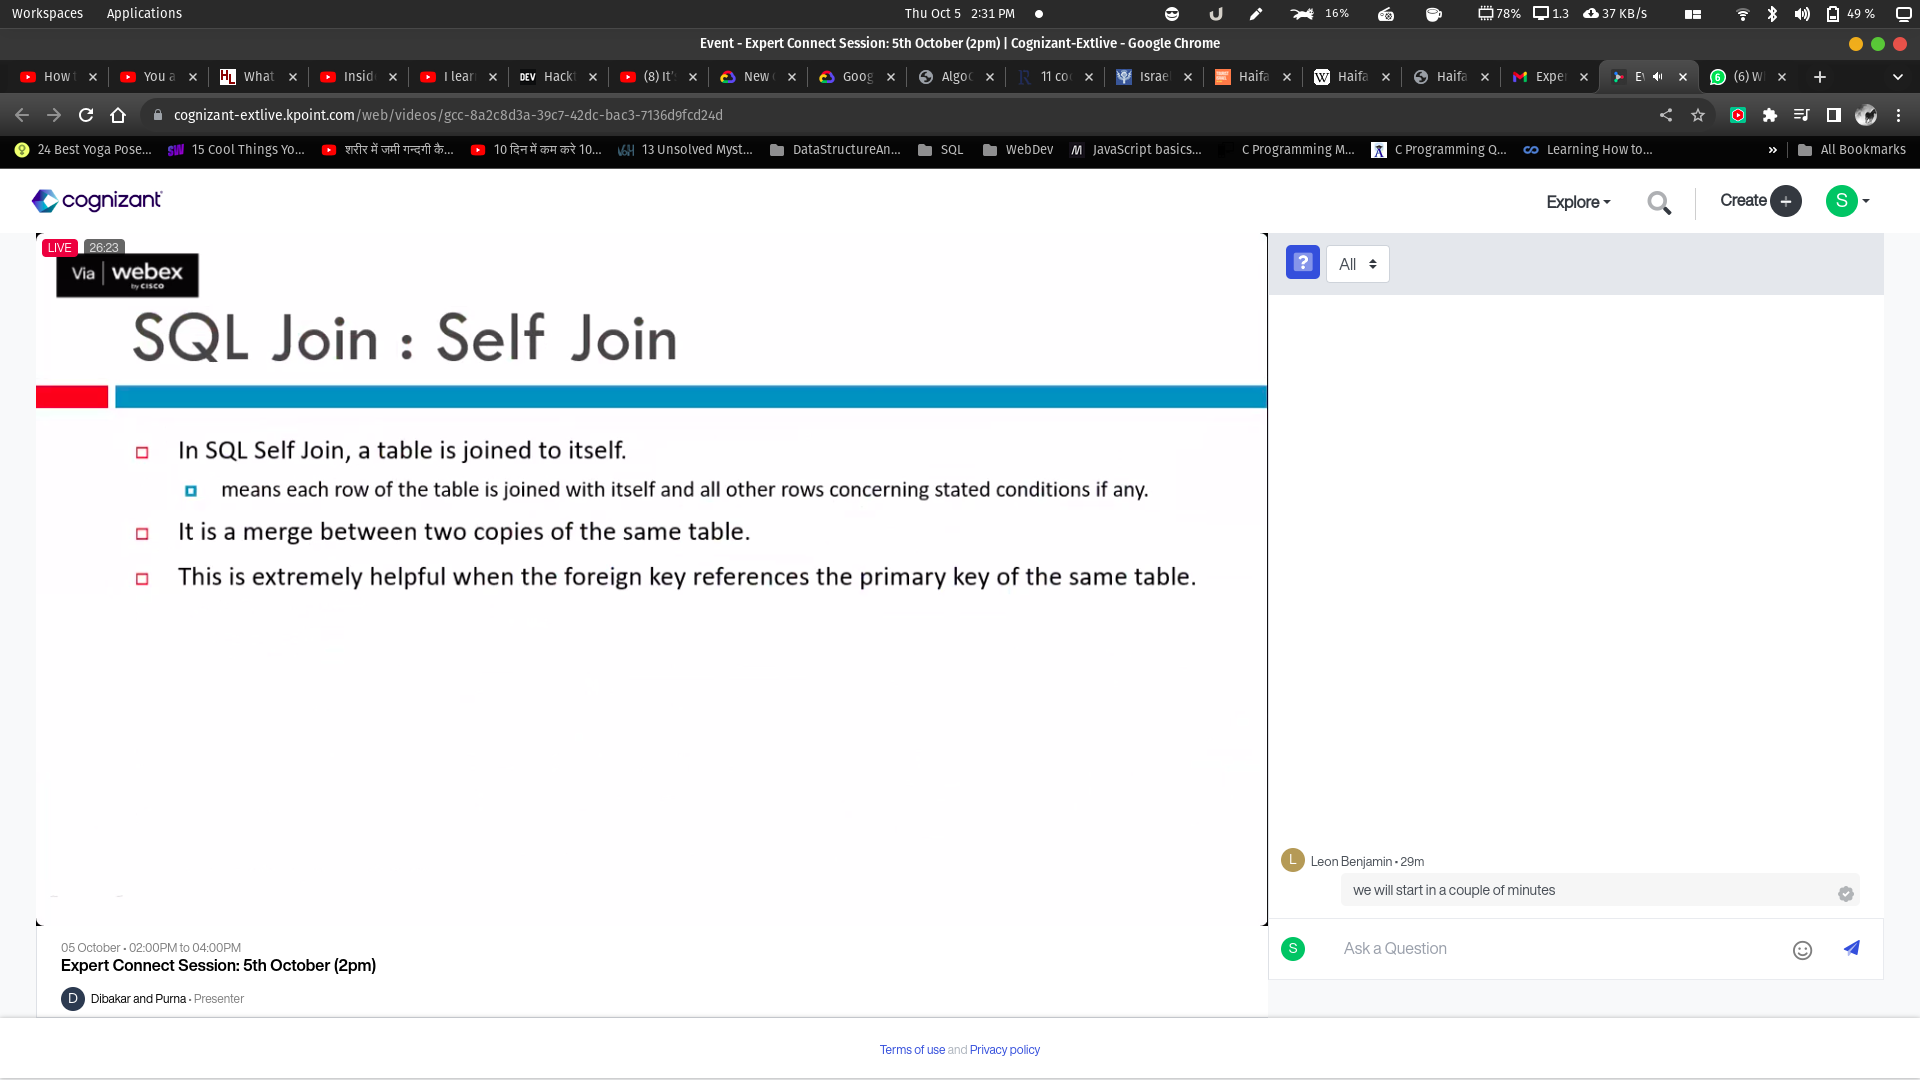 Workspaces Applications Thu Oct 5 2:31 PM 16% 78% 1.3 37 KB/s 49 %
Event - Expert Connect Session: 5th October (2pm) | Cognizant-Extlive - Google Chrome
How t You a What Insid I lear DEV Hackt (8) It's New Goog AlgoC 11 co Israe Haifa Haifa Haifa Exper Ev (6) W
cognizant-extlive.kpoint.com/web/videos/gcc-8a2c8d3a-39c7-42dc-bac3-7136d9fcd24d
24 Best Yoga Pose... 15 Cool Things Yo... शरीर में जमी गन्दगी कै... 10 दिन में कम करे 10... 13 Unsolved Myst... DataStructureAn... SQL WebDev JavaScript basics... C Programming M... C Programming Q... Learning How to... » All Bookmarks
cognizant Explore Create + S
LIVE 26:23
Via webex
by CISCO
? All
SQL Join : Self Join
In SQL Self Join, a table is joined to itself.
means each row of the table is joined with itself and all other rows concerning stated conditions if any.
It is a merge between two copies of the same table.
This is extremely helpful when the foreign key references the primary key of the same table.
L Leon Benjamin • 29m
we will start in a couple of minutes
S Ask a Question
05 October • 02:00PM to 04:00PM
Expert Connect Session: 5th October (2pm)
D Dibakar and Purna • Presenter
Terms of use and Privacy policy